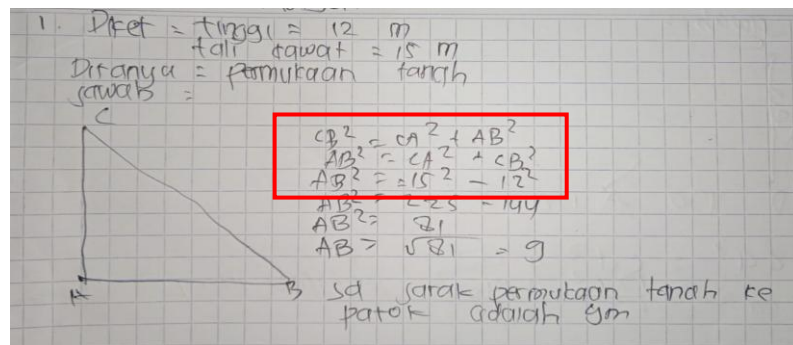 1. Diket = tinggi = 12 m
tali kawat = 15 m
Ditanya = permukaan tanah
Jawab =
C
CB² = CA² + AB²
AB² = CA² + CB²
AB² = =15² - 12²
AB² = 225 - 144
AB² = 81
AB = √81 = 9
A
B
Jd Jarak permukaan tanah ke
patok adalah 9m